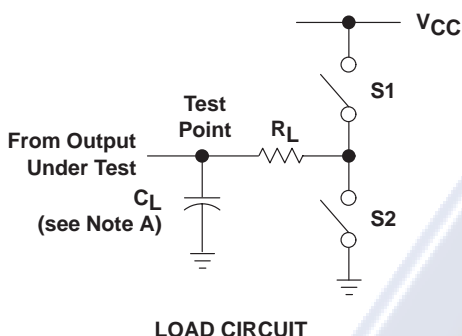 VCC
S1
Test
Point
RL
From Output
Under Test
CL
(see Note A)
S2
LOAD CIRCUIT